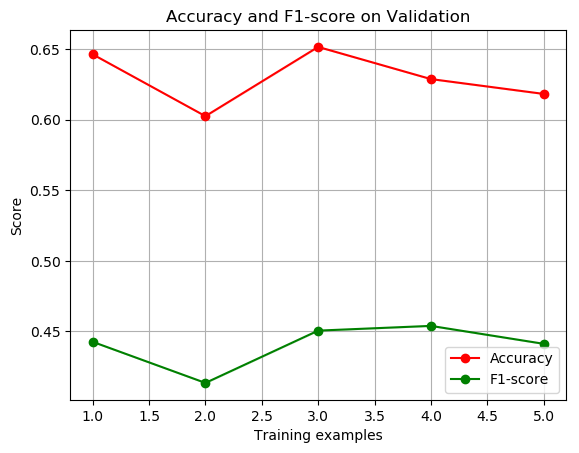 Accuracy and F1-score on Validation
Score
0.65
0.60
0.55
0.50
0.45
Accuracy
F1-score
1.0 1.5 2.0 2.5 3.0 3.5 4.0 4.5 5.0
Training examples